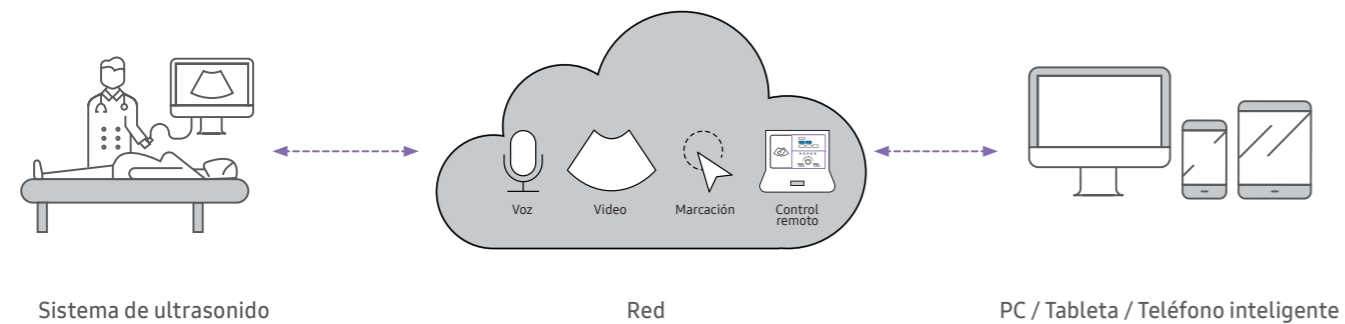 Voz
Video
Marcación
Control
remoto
Sistema de ultrasonido
Red
PC / Tableta / Teléfono inteligente